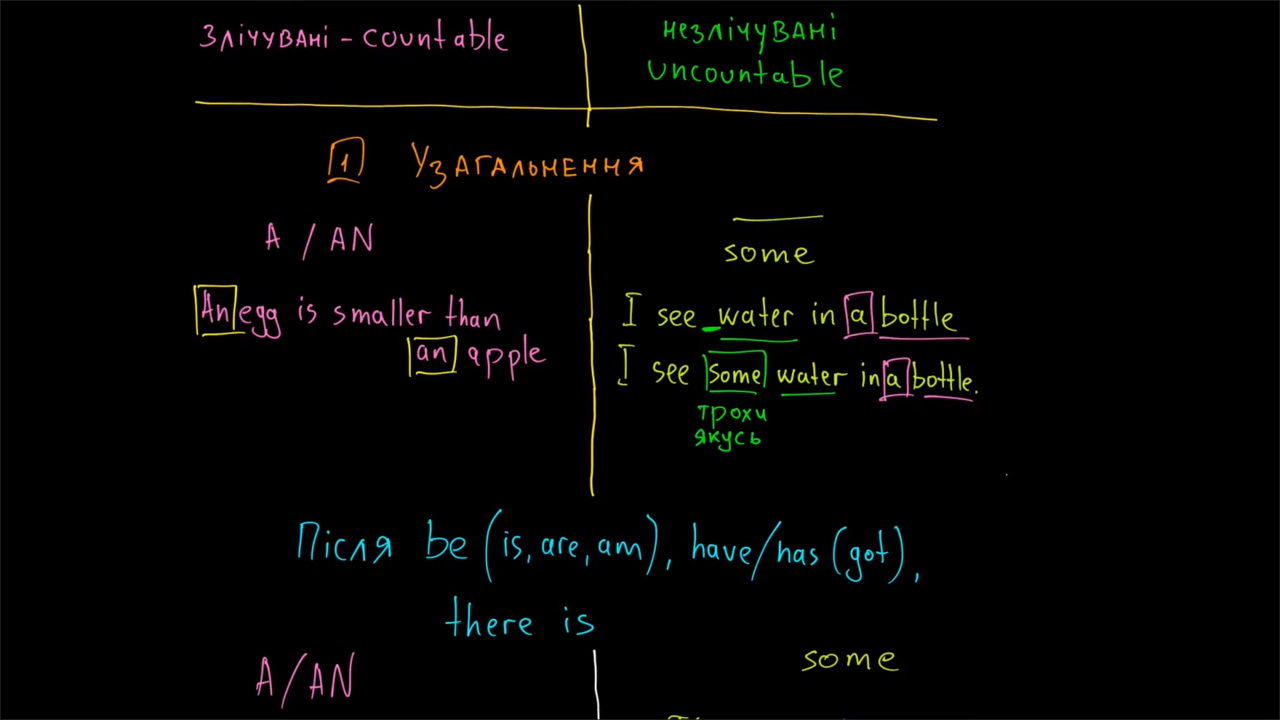 злічувані - countable
незлічувані
uncountable
1 Узагальнення
A / AN
some
An egg is smaller than
an apple
I see _water in a bottle
I see some water in a bottle.
трохи
якусь
Після be (is, are, am), have/has (got),
there is
A/AN
some